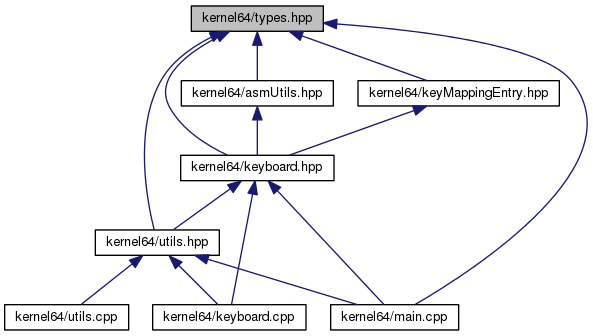 kernel64/types.hpp
kernel64/asmUtils.hpp
kernel64/keyMappingEntry.hpp
kernel64/keyboard.hpp
kernel64/utils.hpp
kernel64/utils.cpp
kernel64/keyboard.cpp
kernel64/main.cpp